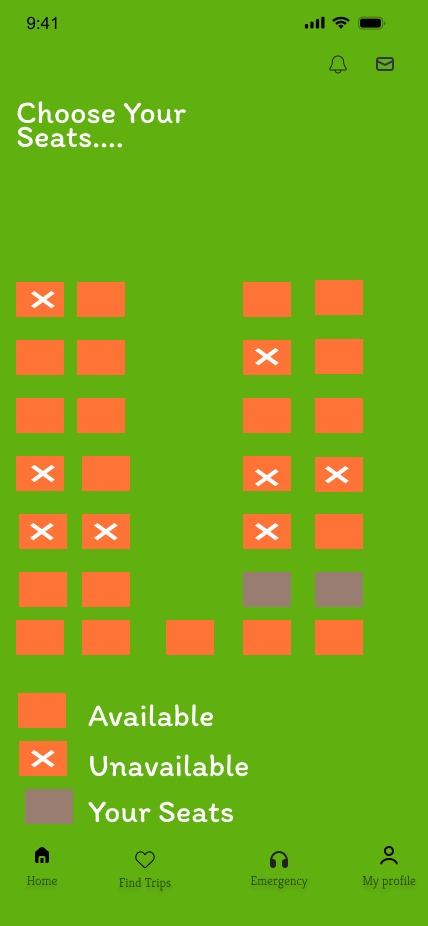 9:41
Choose Your
Seats....
Available
Unavailable
Your Seats
Home
Find Trips
Emergency
My profile